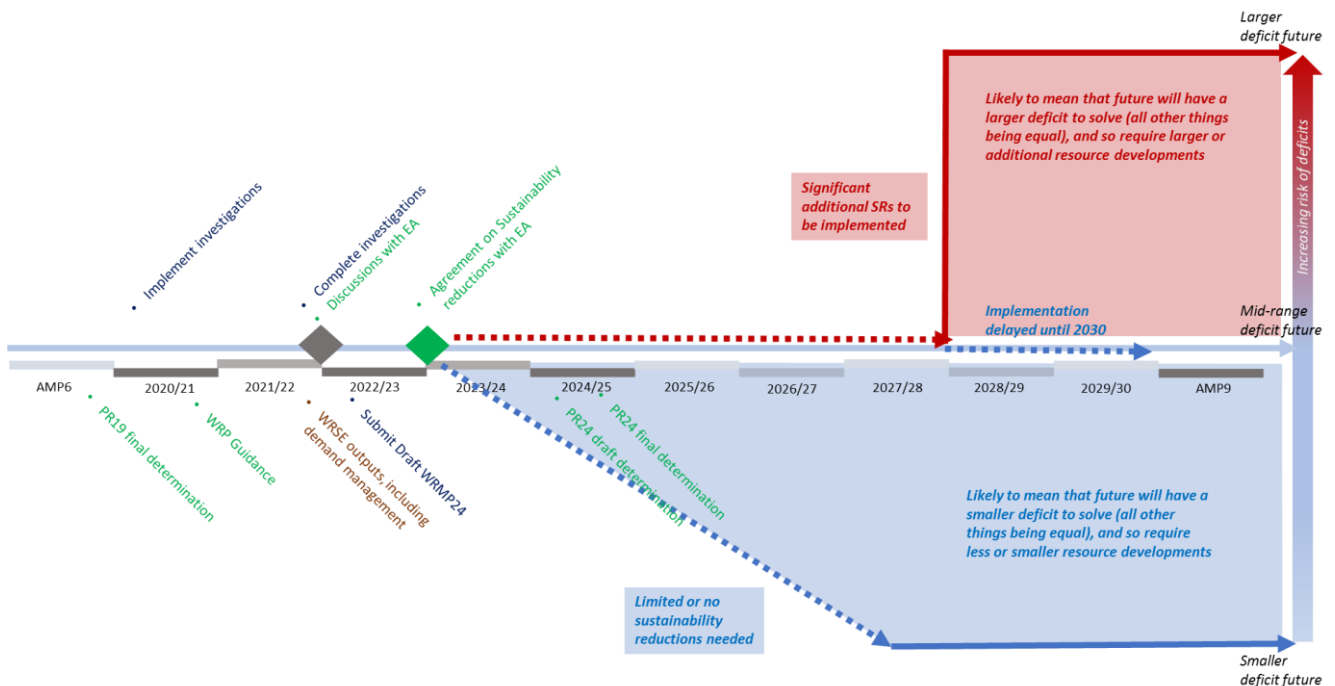 Larger
deficit future
Likely to mean that future will have a
larger deficit to solve (all other things
being equal), and so require larger or
additional resource developments
Increasing risk of deficits
Significant
additional SRs to
be implemented
Implement investigations
Complete investigations
Discussions with EA
Agreement on Sustainability
reductions with EA
Implementation
delayed until 2030
Mid-range
deficit future
AMP6
2020/21
2021/22
2022/23
2023/24
2024/25
2025/26
2026/27
2027/28
2028/29
2029/30
AMP9
PR19 final determination
WRP Guidance
WRSE outputs, including
demand management
Submit Draft WRMP24
PR24 draft determination
PR24 final determination
Likely to mean that future will have a
smaller deficit to solve (all other
things being equal), and so require
less or smaller resource developments
Limited or no
sustainability
reductions needed
Smaller
deficit future